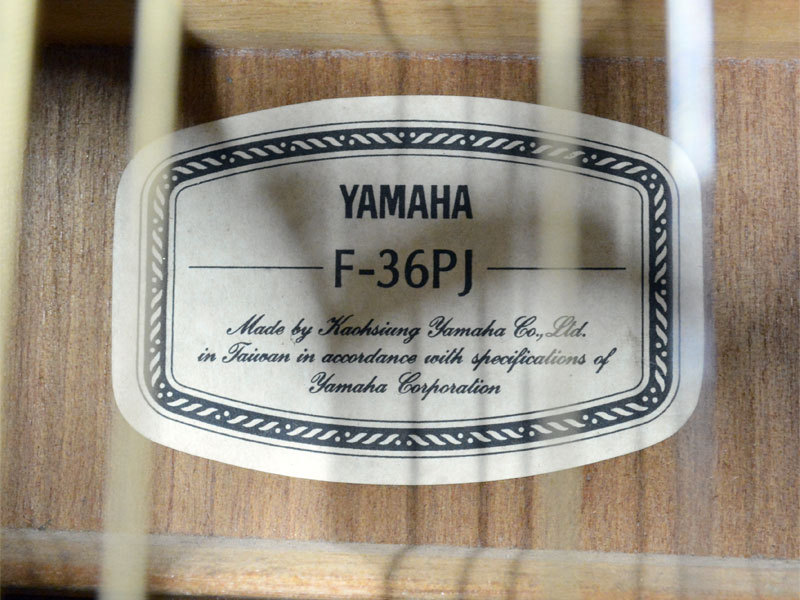 YAMAHA
F-36PJ
Made by Kaohsiung Yamaha Co., Ltd.
in Taiwan in accordance with specifications of
Yamaha Corporation